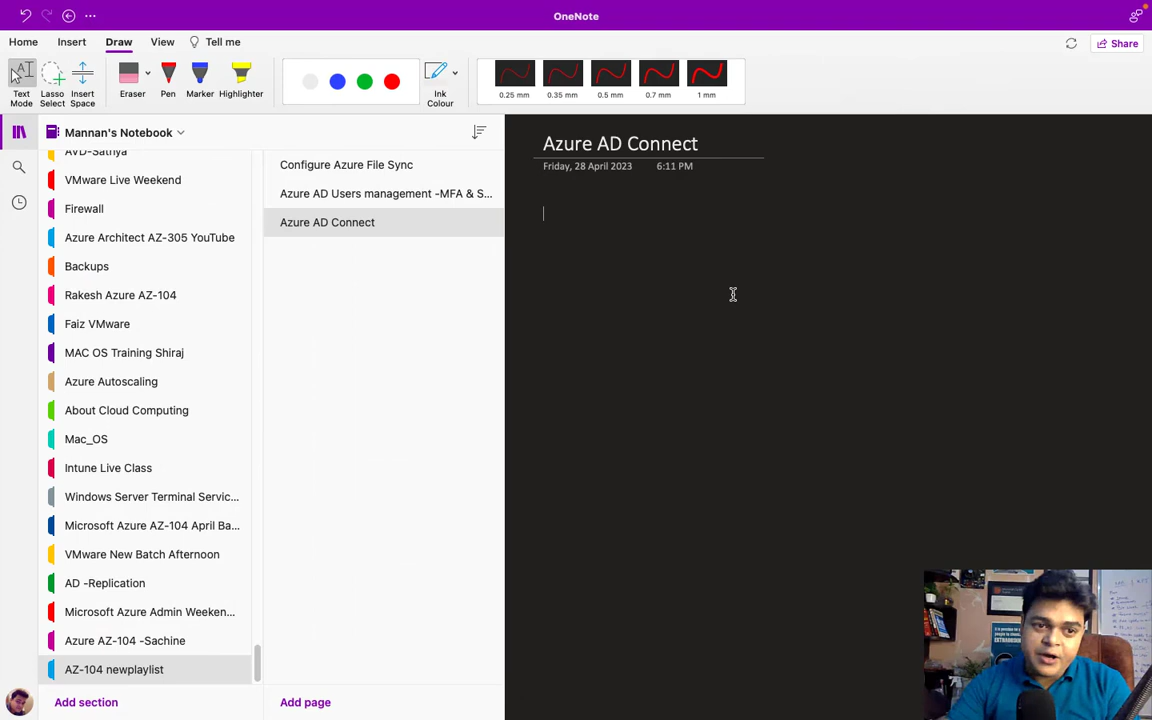 OneNote
Home
Insert
Draw
View
Tell me
Share
Text
Mode
Lasso
Select
Insert
Space
Eraser
Pen
Marker
Highlighter
Ink
Colour
0.25 mm
0.35 mm
0.5 mm
0.7 mm
1 mm
Mannan's Notebook
AVD-Sathya
VMware Live Weekend
Firewall
Azure Architect AZ-305 YouTube
Backups
Rakesh Azure AZ-104
Faiz VMware
MAC OS Training Shiraj
Azure Autoscaling
About Cloud Computing
Mac_OS
Intune Live Class
Windows Server Terminal Servic...
Microsoft Azure AZ-104 April Ba...
VMware New Batch Afternoon
AD -Replication
Microsoft Azure Admin Weeken...
Azure AZ-104 -Sachine
AZ-104 newplaylist
Add section
Configure Azure File Sync
Azure AD Users management -MFA & S...
Azure AD Connect
Add page
Azure AD Connect
Friday, 28 April 2023 6:11 PM